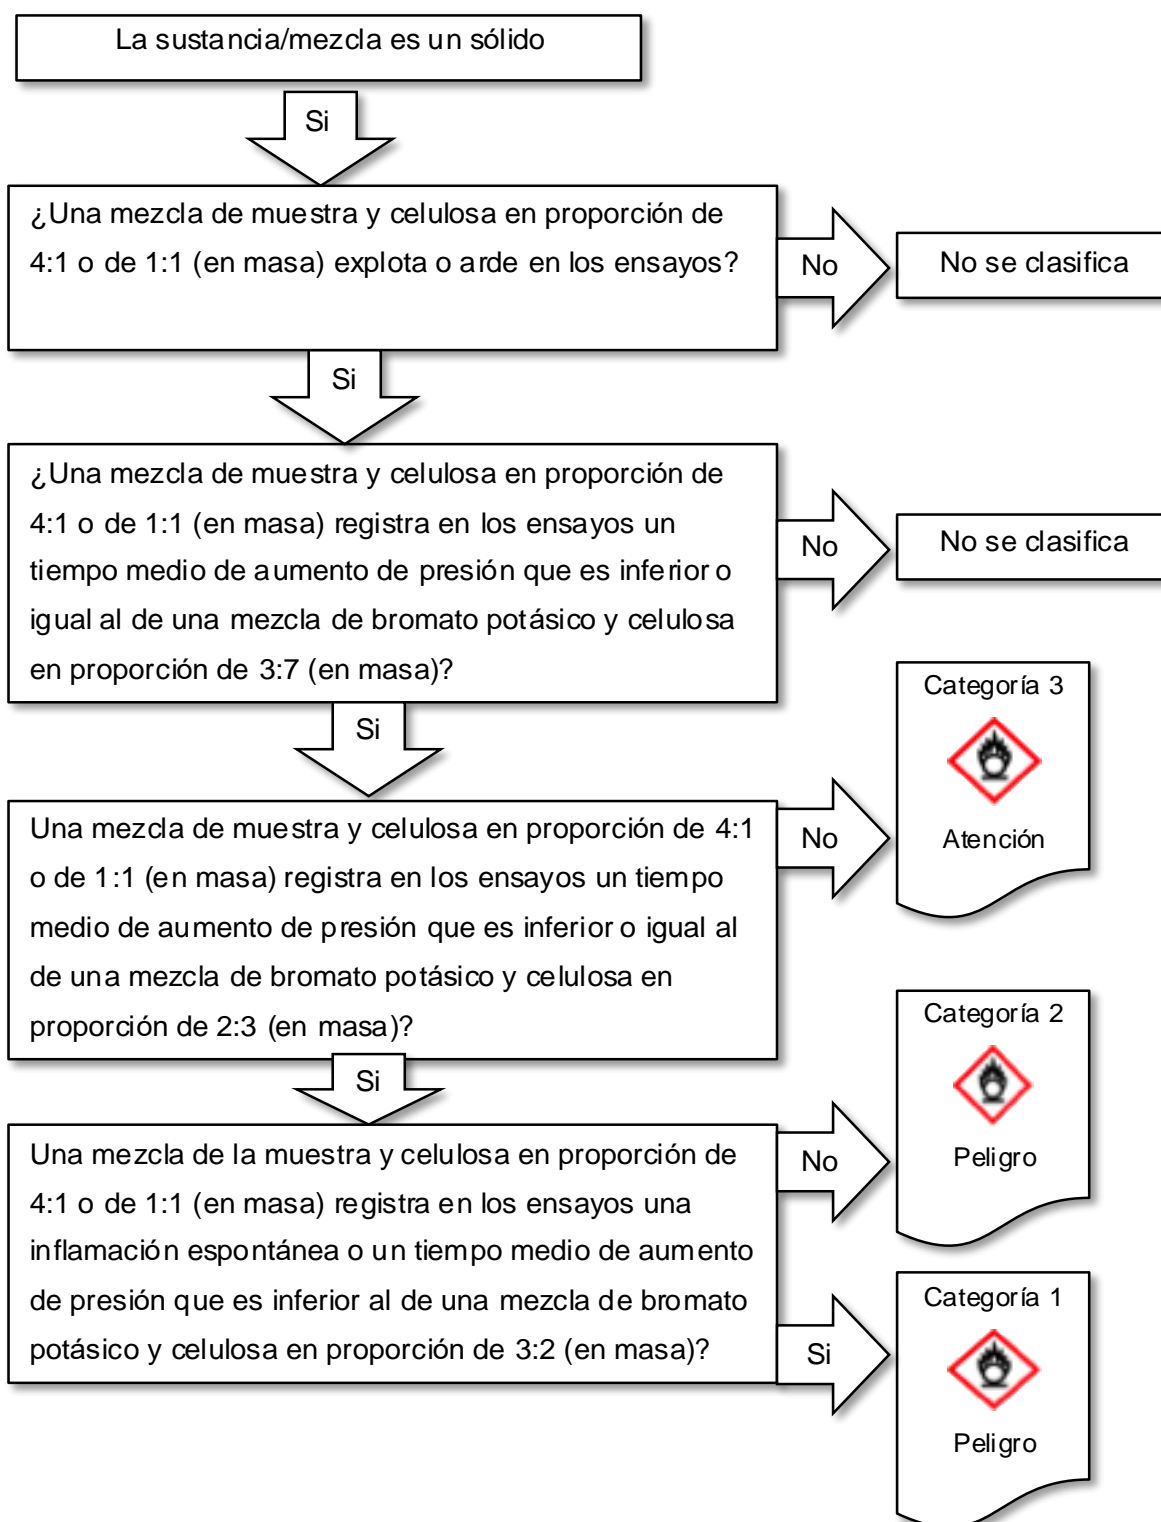 La sustancia/mezcla es un sólido
Si
¿Una mezcla de muestra y celulosa en proporción de
4:1 o de 1:1 (en masa) explota o arde en los ensayos?
No
No se clasifica
Si
¿Una mezcla de muestra y celulosa en proporción de
4:1 o de 1:1 (en masa) registra en los ensayos un
tiempo medio de aumento de presión que es inferior o
igual al de una mezcla de bromato potásico y celulosa
en proporción de 3:7 (en masa)?
No
No se clasifica
Si
Una mezcla de muestra y celulosa en proporción de 4:1
o de 1:1 (en masa) registra en los ensayos un tiempo
medio de aumento de presión que es inferior o igual al
de una mezcla de bromato potásico y celulosa en
proporción de 2:3 (en masa)?
No
Categoría 3
Atención
Si
Una mezcla de la muestra y celulosa en proporción de
4:1 o de 1:1 (en masa) registra en los ensayos una
inflamación espontánea o un tiempo medio de aumento
de presión que es inferior al de una mezcla de bromato
potásico y celulosa en proporción de 3:2 (en masa)?
No
Categoría 2
Peligro
Si
Categoría 1
Peligro